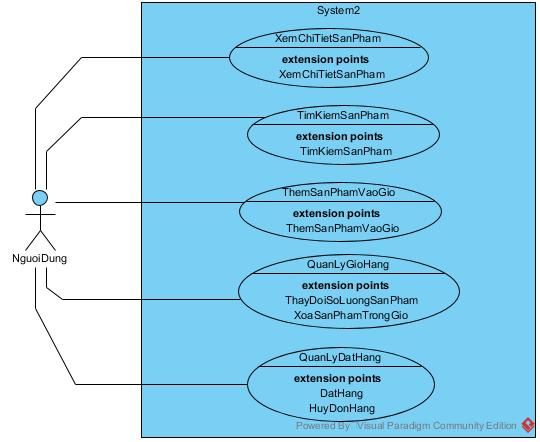 System2
XemChiTietSanPham
extension points
XemChiTietSanPham
TimKiemSanPham
extension points
TimKiemSanPham
ThemSanPhamVaoGio
extension points
ThemSanPhamVaoGio
NguoiDung
QuanLyGioHang
extension points
ThayDoiSoLuongSanPham
XoaSanPhamTrongGio
QuanLyDatHang
extension points
DatHang
HuyDonHang
Powered By Visual Paradigm Community Edition